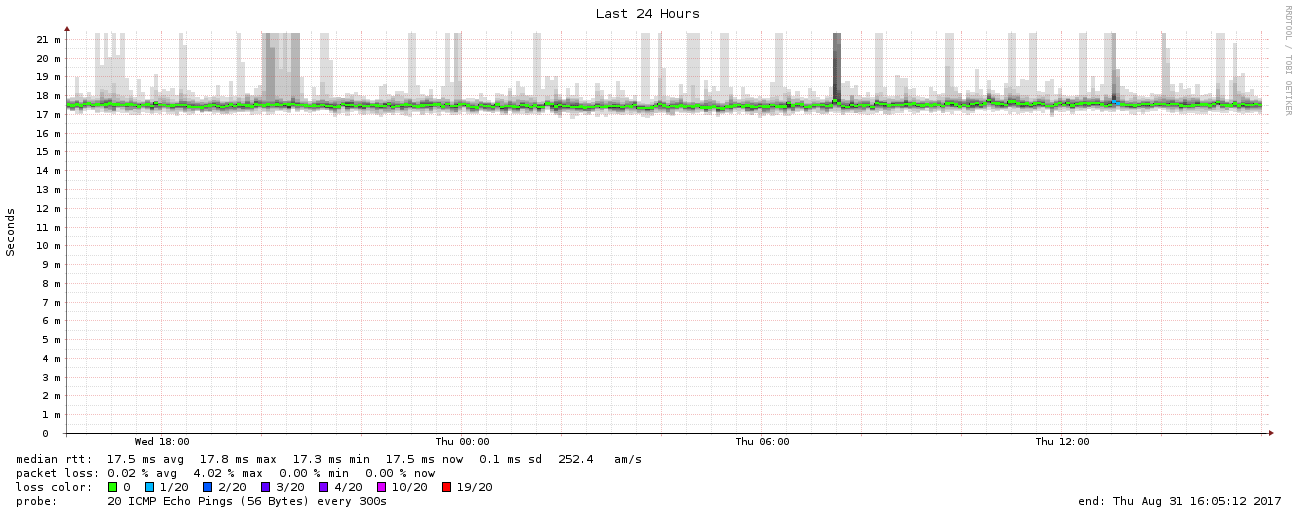 Last 24 Hours
RRDTOOL / TOBI OETIKER
Seconds
21 m
20 m
19 m
18 m
17 m
16 m
15 m
14 m
13 m
12 m
11 m
10 m
9 m
8 m
7 m
6 m
5 m
4 m
3 m
2 m
1 m
0
Wed 18:00 Thu 00:00 Thu 06:00 Thu 12:00
median rtt: 17.5 ms avg 17.8 ms max 17.3 ms min 17.5 ms now 0.1 ms sd 252.4 am/s
packet loss: 0.02 % avg 4.02 % max 0.00 % min 0.00 % now
loss color: 0 1/20 2/20 3/20 4/20 10/20 19/20
probe: 20 ICMP Echo Pings (56 Bytes) every 300s end: Thu Aug 31 16:05:12 2017